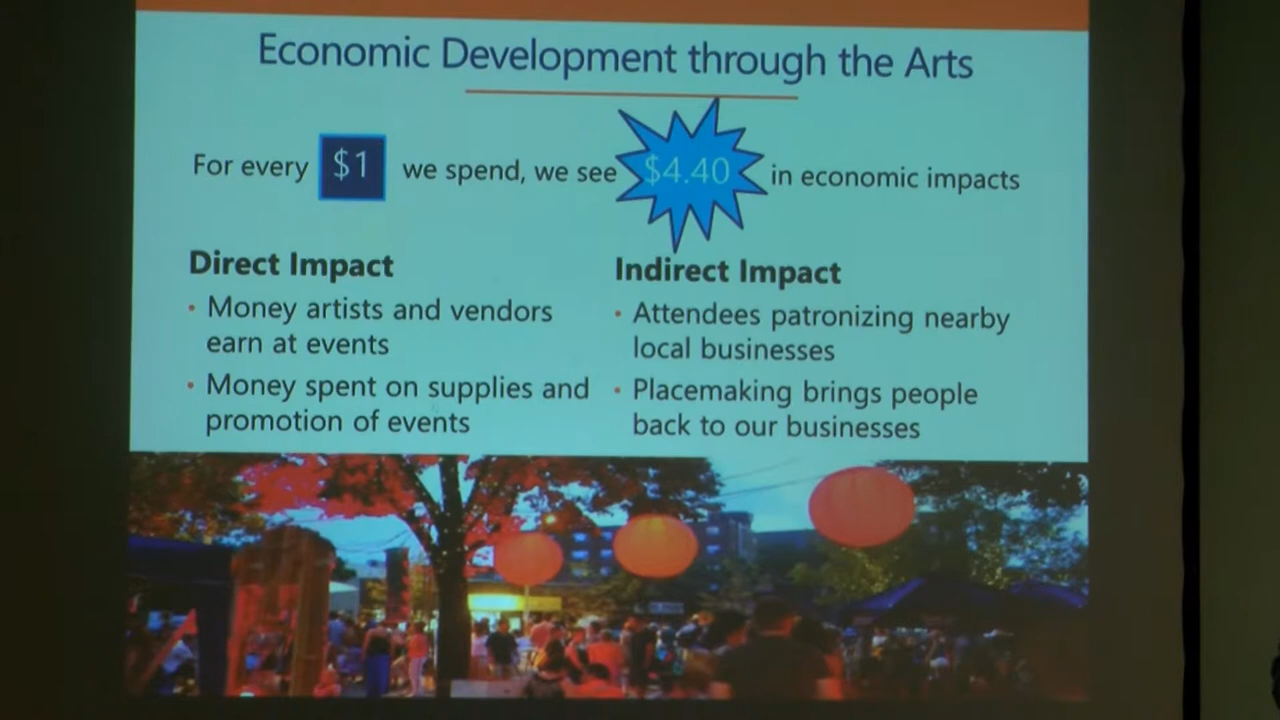 Economic Development through the Arts
For every $1 we spend, we see $4.40 in economic impacts
Direct Impact
• Money artists and vendors
earn at events
• Money spent on supplies and
promotion of events
Indirect Impact
• Attendees patronizing nearby
local businesses
• Placemaking brings people
back to our businesses